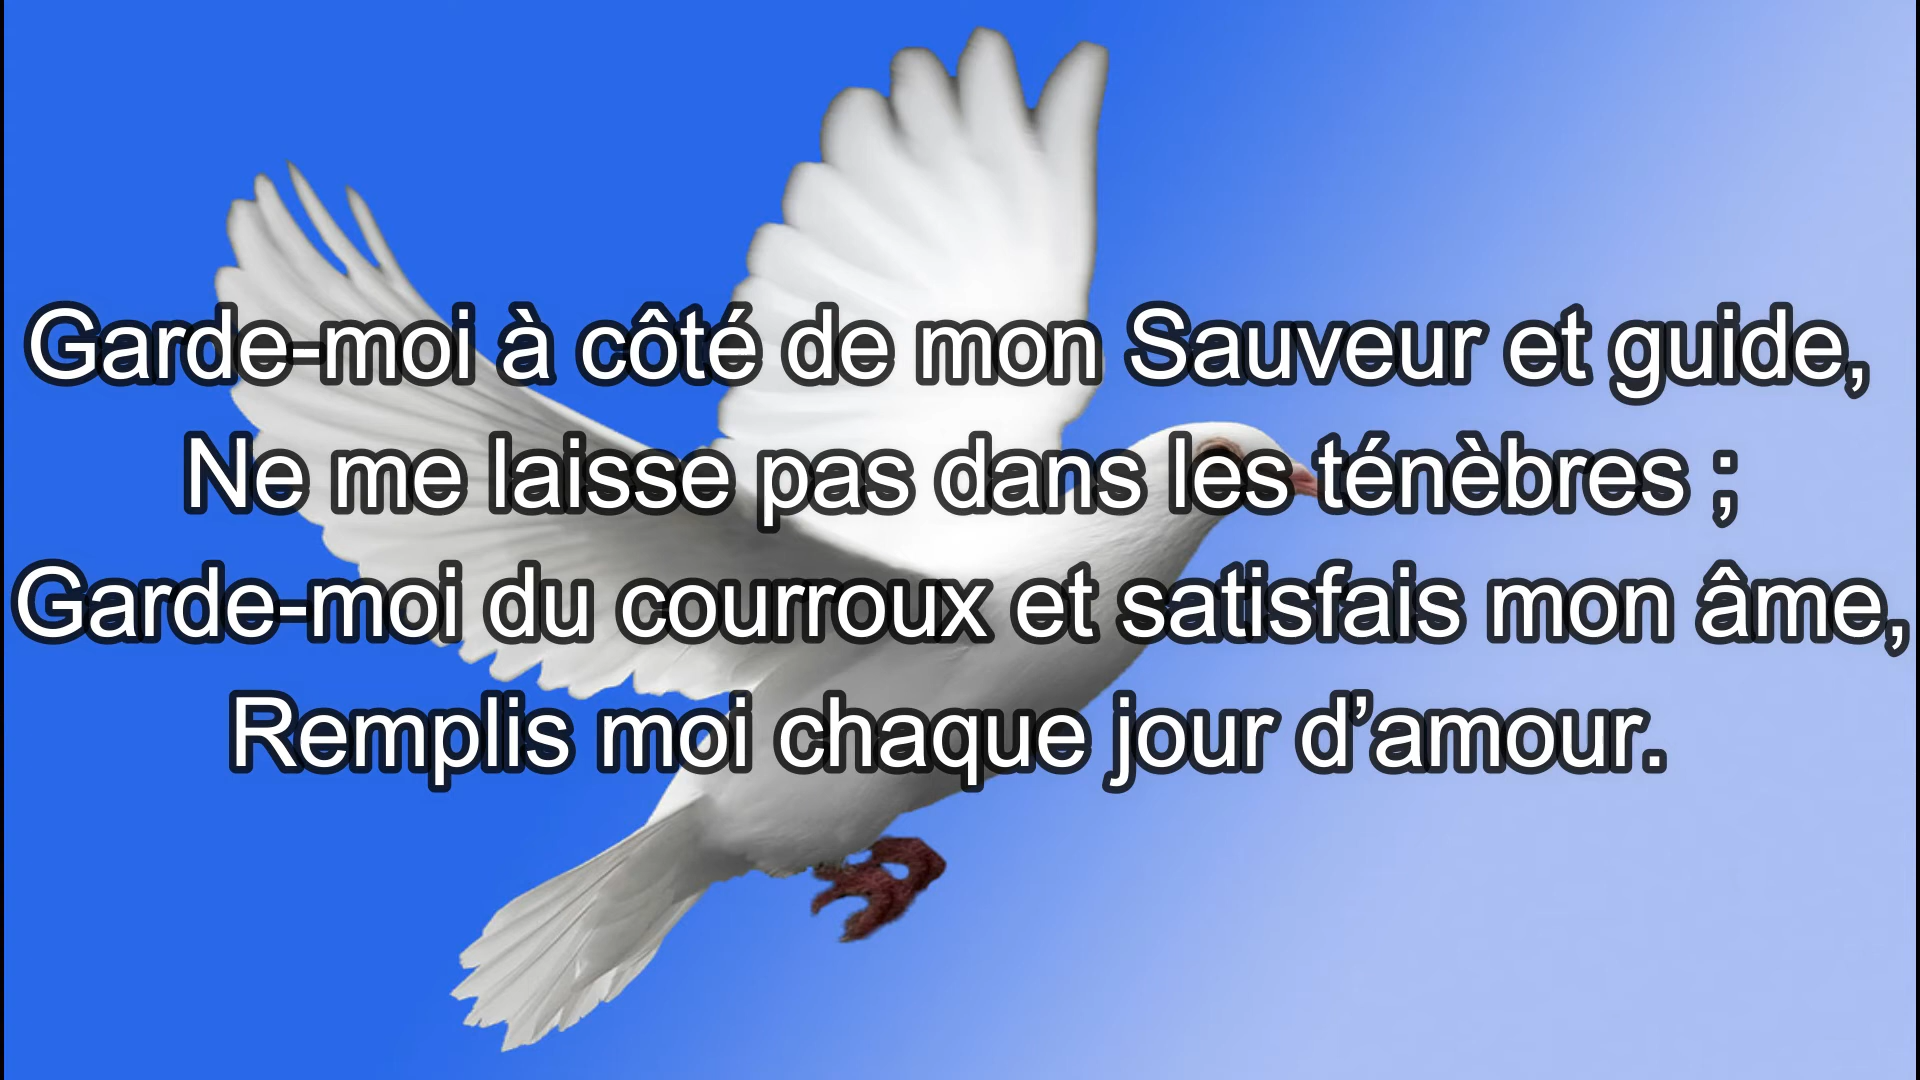 Garde-moi à côté de mon Sauveur et guide,
Ne me laisse pas dans les ténèbres ;
Garde-moi du courroux et satisfais mon âme,
Remplis moi chaque jour d’amour.